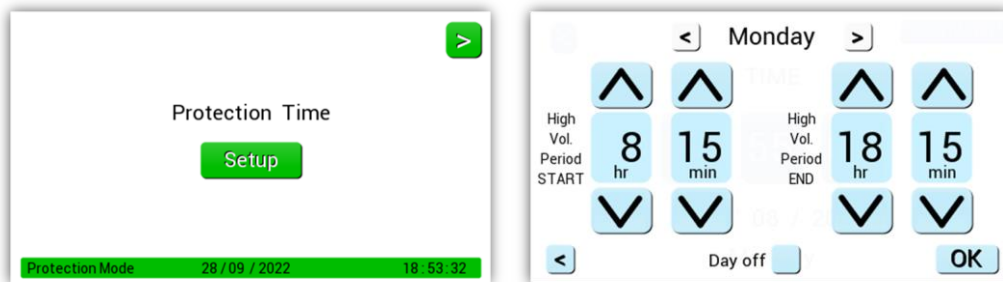 >
Protection Time
Setup
Protection Mode 28 / 09 / 2022 18 : 53 : 32
< Monday >
High Vol. Period START
8 hr
15 min
High Vol. Period END
18 hr
15 min
< Day off OK